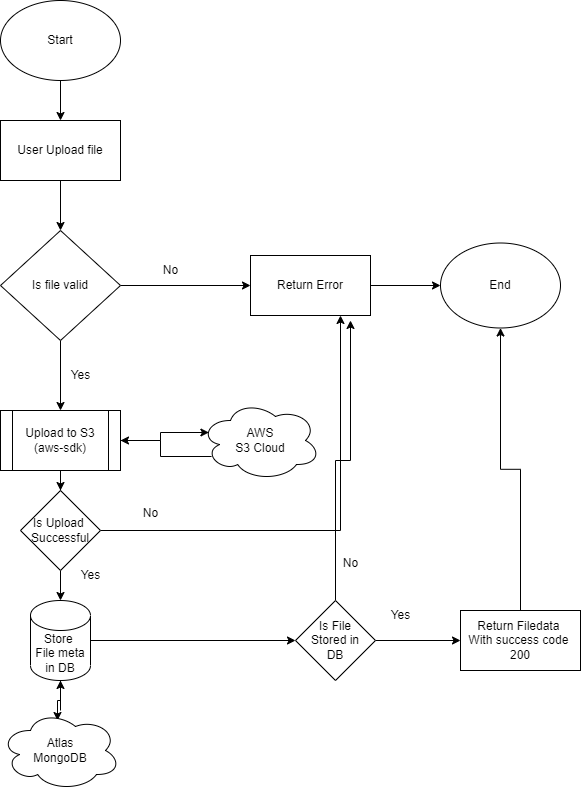 Start
User Upload file
Is file valid
No
Return Error
End
Yes
Upload to S3
(aws-sdk)
AWS
S3 Cloud
Is Upload
Successful
No
Yes
Store
File meta
in DB
Is File
Stored in
DB
No
Yes
Return Filedata
With success code
200
Atlas
MongoDB